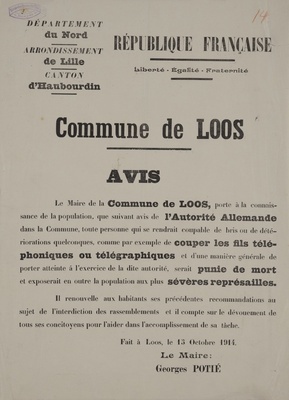 14
DÉPARTEMENT
du Nord
ARRONDISSEMENT
de Lille
CANTON
d'Haubourdin
RÉPUBLIQUE FRANÇAISE
Liberté - Égalité - Fraternité
Commune de LOOS
AVIS
Le Maire de la Commune de LOOS, porte à la connais-
sance de la population, que suivant avis de l'Autorité Allemande
dans la Commune, toute personne qui se rendrait coupable de bris ou de dété-
riorations quelconques, comme par exemple de couper les fils télé-
phoniques ou télégraphiques et d'une manière générale de
porter atteinte à l'exercice de la dite autorité, serait punie de mort
et exposerait en outre la population aux plus sévères représailles.
Il renouvelle aux habitants ses précédentes recommandations au
sujet de l'interdiction des rassemblements et il compte sur le dévouement de
tous ses concitoyens pour l'aider dans l'accomplissement de sa tâche.
Fait à Loos, le 13 Octobre 1914.
Le Maire:
Georges POTIÉ